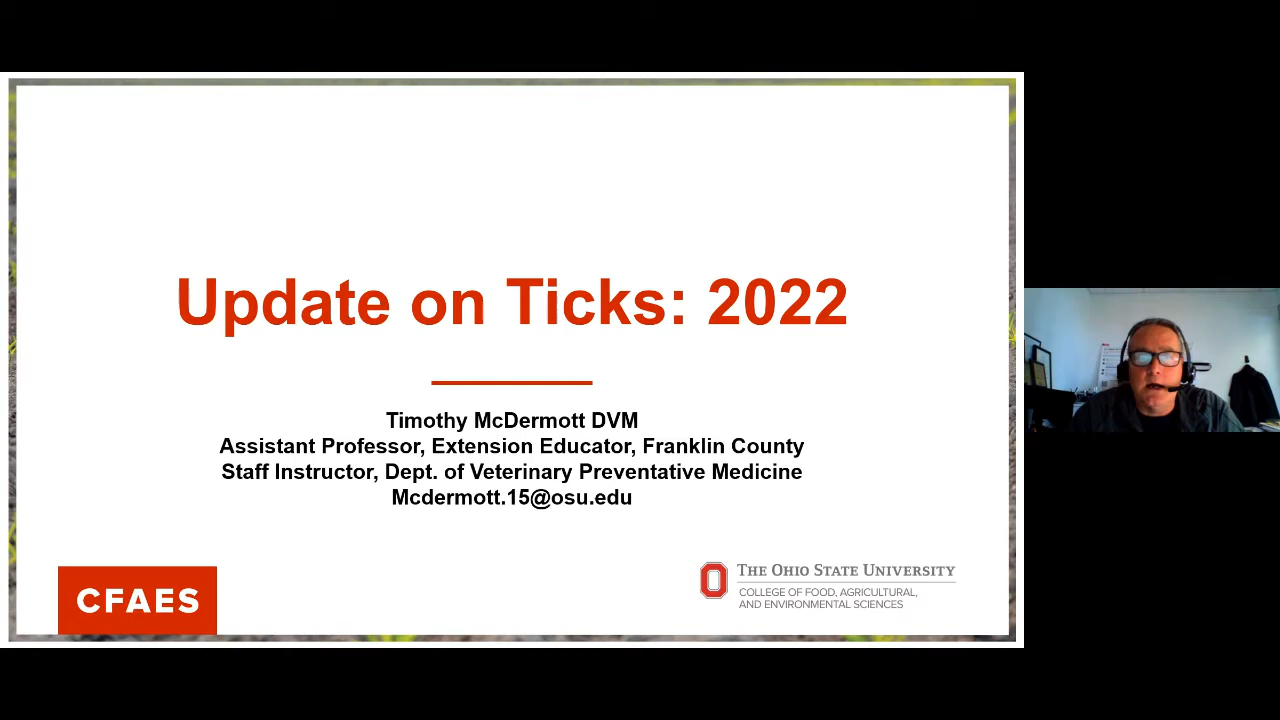 Update on Ticks: 2022
Timothy McDermott DVM
Assistant Professor, Extension Educator, Franklin County
Staff Instructor, Dept. of Veterinary Preventative Medicine
Mcdermott.15@osu.edu
CFAES
THE OHIO STATE UNIVERSITY
COLLEGE OF FOOD, AGRICULTURAL,
AND ENVIRONMENTAL SCIENCES